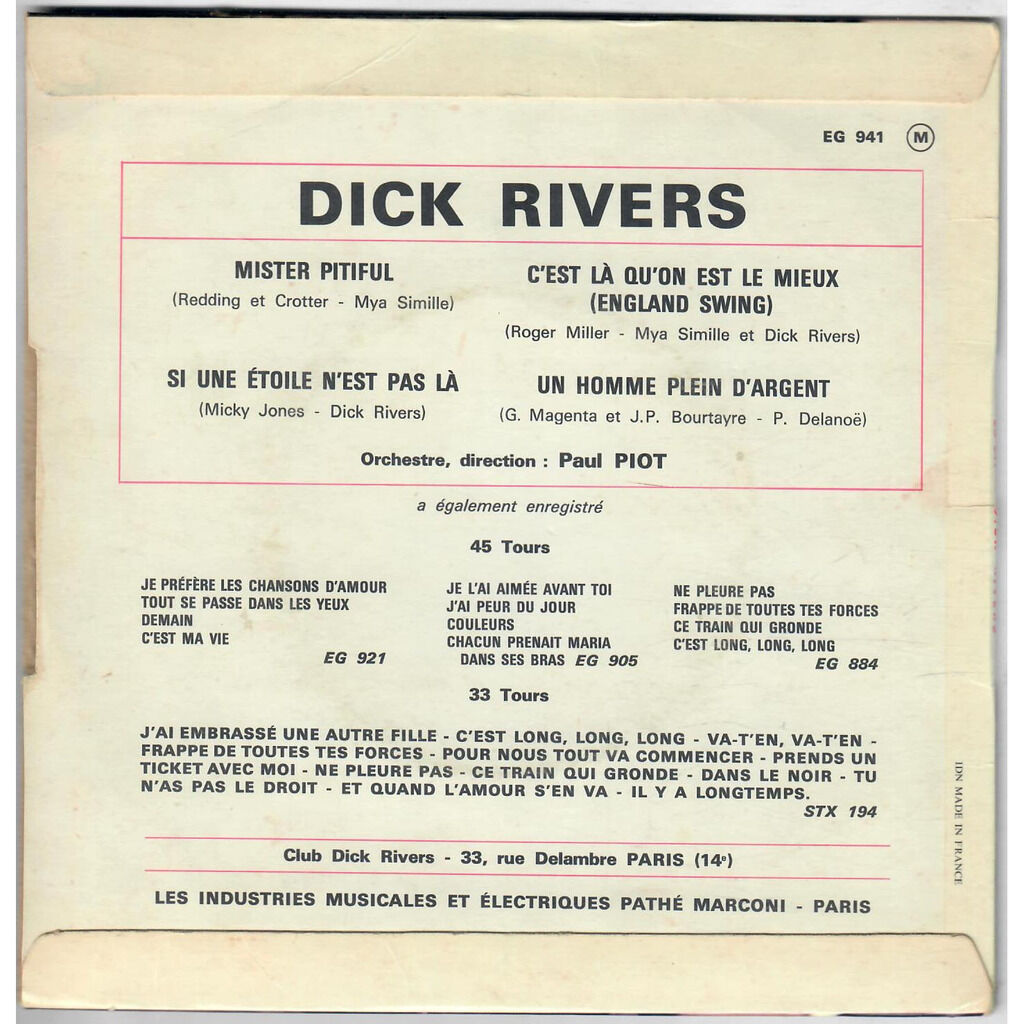 EG 941 M
DICK RIVERS
MISTER PITIFUL
(Redding et Crotter - Mya Simille)
SI UNE ÉTOILE N'EST PAS LÀ
(Micky Jones - Dick Rivers)
C'EST LÀ QU'ON EST LE MIEUX
(ENGLAND SWING)
(Roger Miller - Mya Simille et Dick Rivers)
UN HOMME PLEIN D'ARGENT
(G. Magenta et J.P. Bourtayre - P. Delanoë)
Orchestre, direction : Paul PIOT
a également enregistré
45 Tours
JE PRÉFÈRE LES CHANSONS D'AMOUR
TOUT SE PASSE DANS LES YEUX
DEMAIN
C'EST MA VIE
EG 921
JE L'AI AIMÉE AVANT TOI
J'AI PEUR DU JOUR
COULEURS
CHACUN PRENAIT MARIA
DANS SES BRAS EG 905
NE PLEURE PAS
FRAPPE DE TOUTES TES FORCES
CE TRAIN QUI GRONDE
C'EST LONG, LONG, LONG
EG 884
33 Tours
J'AI EMBRASSÉ UNE AUTRE FILLE - C'EST LONG, LONG, LONG - VA-T'EN, VA-T'EN -
FRAPPE DE TOUTES TES FORCES - POUR NOUS TOUT VA COMMENCER - PRENDS UN
TICKET AVEC MOI - NE PLEURE PAS - CE TRAIN QUI GRONDE - DANS LE NOIR - TU
N'AS PAS LE DROIT - ET QUAND L'AMOUR S'EN VA - IL Y A LONGTEMPS.
STX 194
Club Dick Rivers - 33, rue Delambre PARIS (14e)
LES INDUSTRIES MUSICALES ET ÉLECTRIQUES PATHÉ MARCONI - PARIS
IDN MADE IN FRANCE